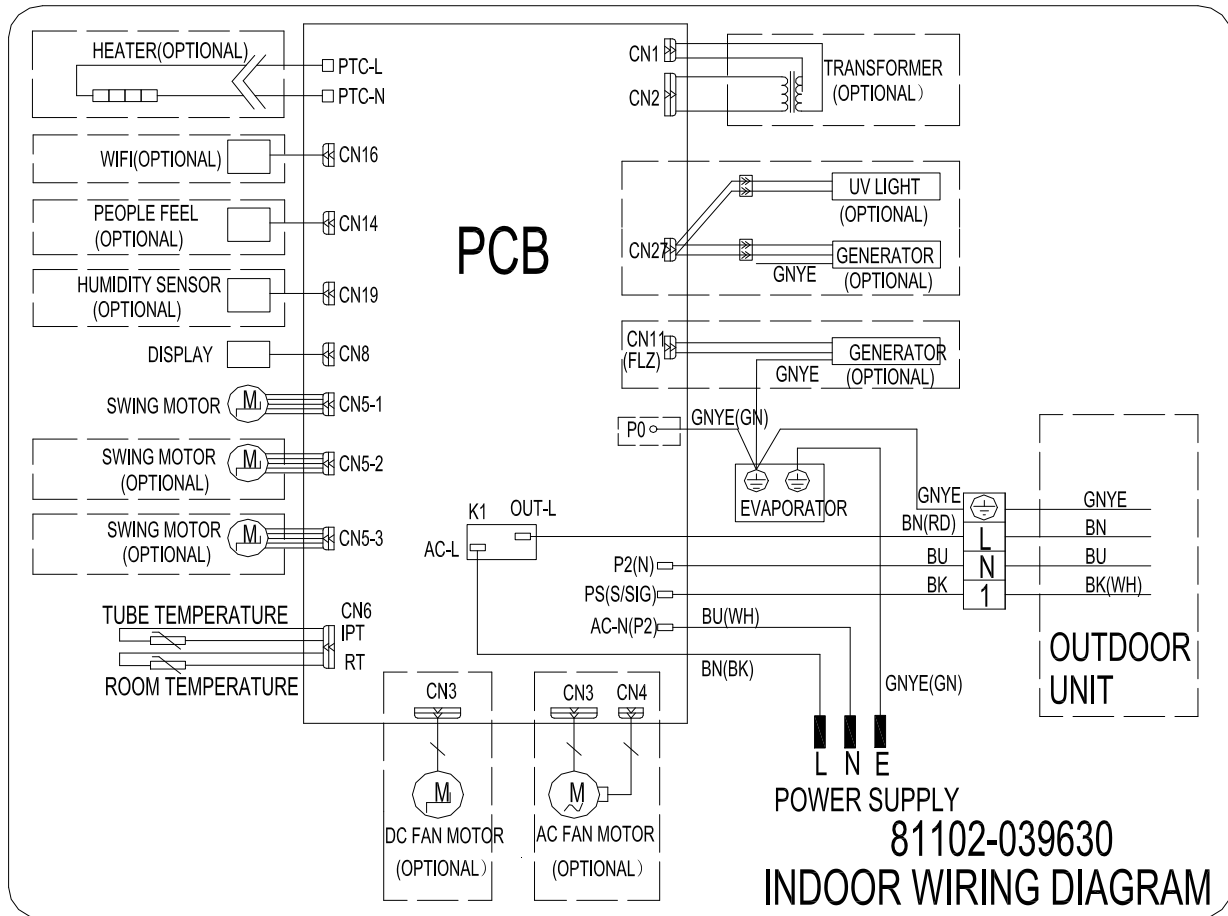 HEATER(OPTIONAL)
PTC-L
PTC-N
WIFI(OPTIONAL)
CN16
PEOPLE FEEL
(OPTIONAL)
CN14
HUMIDITY SENSOR
(OPTIONAL)
CN19
DISPLAY
CN8
SWING MOTOR
M
CN5-1
SWING MOTOR
(OPTIONAL)
M
CN5-2
SWING MOTOR
(OPTIONAL)
M
CN5-3
TUBE TEMPERATURE
CN6
IPT
RT
ROOM TEMPERATURE
PCB
CN1
CN2
TRANSFORMER
(OPTIONAL)
CN27
UV LIGHT
(OPTIONAL)
GENERATOR
(OPTIONAL)
GNYE
CN11
(FLZ)
GENERATOR
(OPTIONAL)
GNYE
P0
GNYE(GN)
EVAPORATOR
K1
OUT-L
AC-L
P2(N)
PS(S/SIG)
AC-N(P2)
BU(WH)
BN(BK)
GNYE(GN)
GNYE
BN(RD)
BU
BK
L
N
1
GNYE
BN
BU
BK(WH)
OUTDOOR
UNIT
CN3
M
DC FAN MOTOR
(OPTIONAL)
CN3
CN4
M
AC FAN MOTOR
(OPTIONAL)
L N E
POWER SUPPLY
81102-039630
INDOOR WIRING DIAGRAM